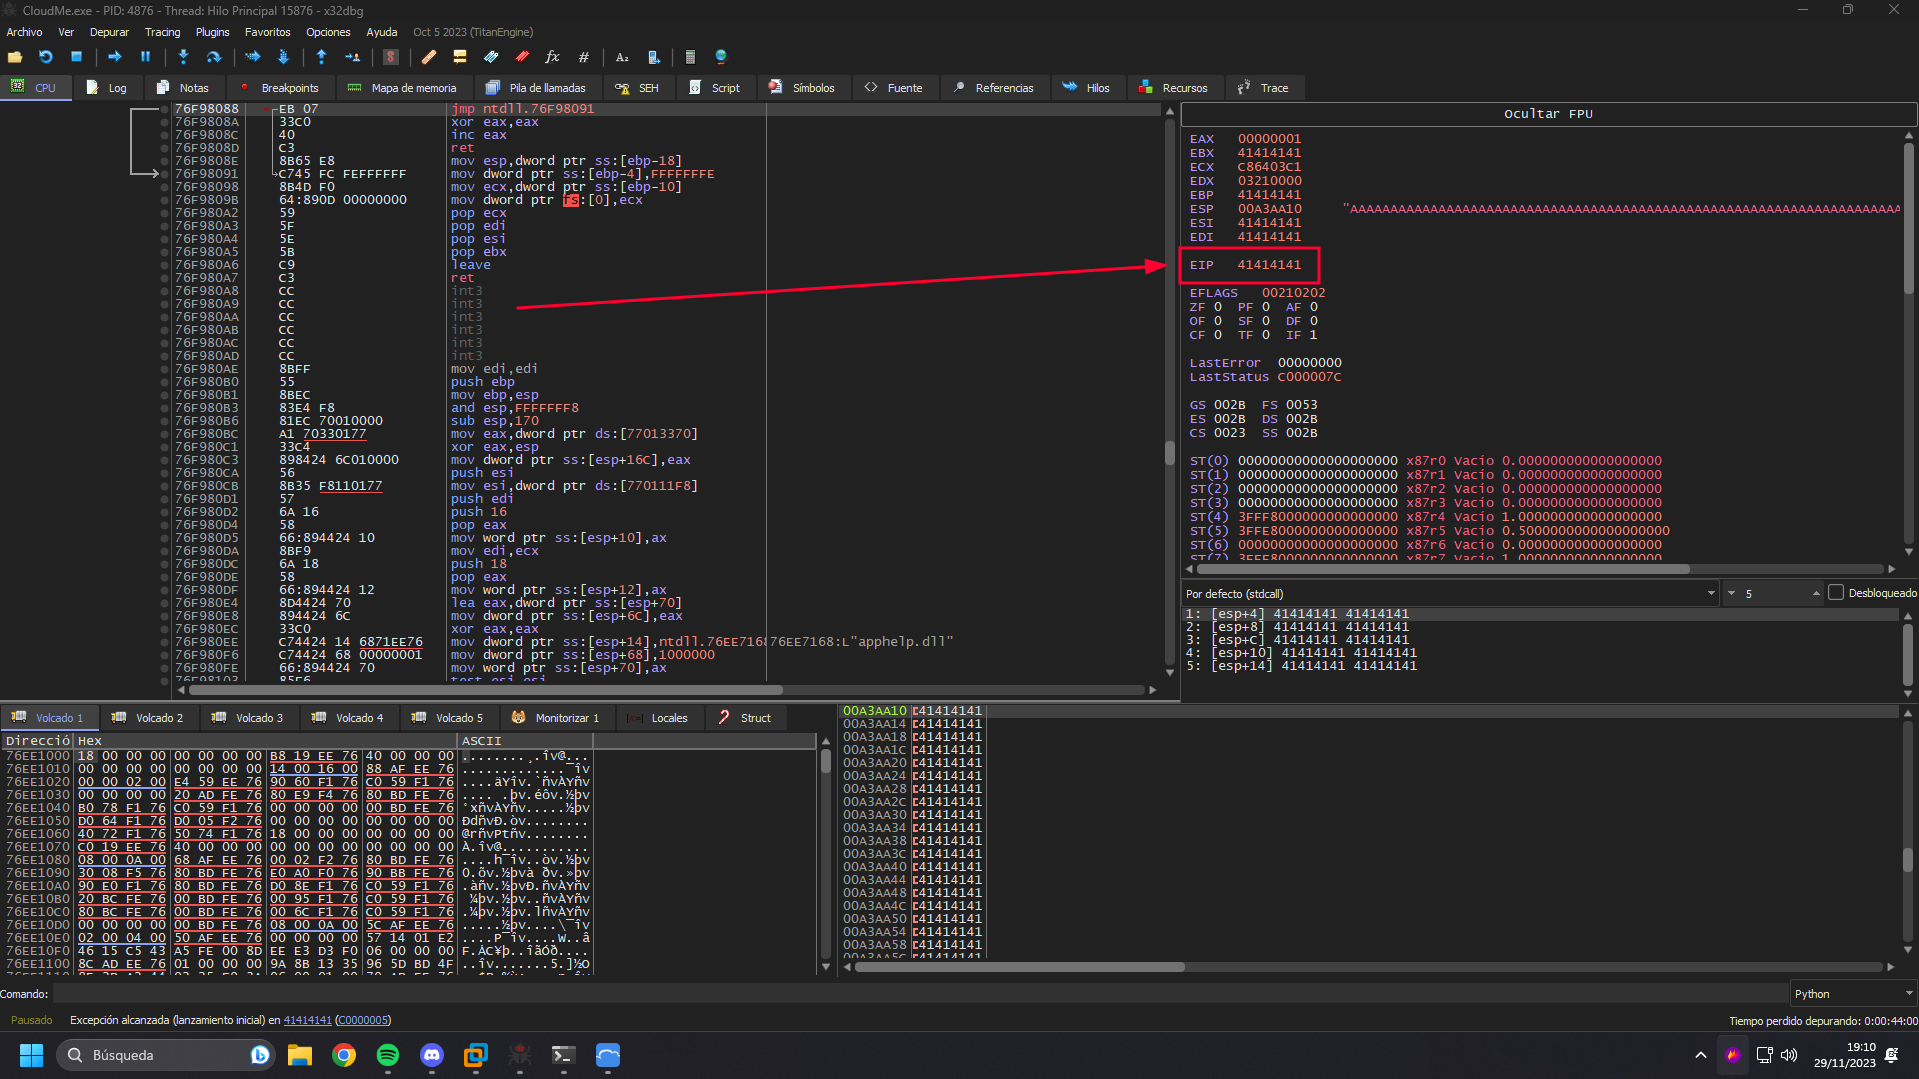 CloudMe.exe - PID: 4876 - Thread: Hilo Principal 15876 - x32dbg
Archivo Ver Depurar Tracing Plugins Favoritos Opciones Ayuda Oct 5 2023 (TitanEngine)
CPU Log Notas Breakpoints Mapa de memoria Pila de llamadas SEH Script Símbolos Fuente Referencias Hilos Recursos Trace
76F98088 EB 07 jmp ntdll.76F98091
76F9808A 33C0 xor eax,eax
76F9808C 40 inc eax
76F9808D C3 ret
76F9808E 8B65 E8 mov esp,dword ptr ss:[ebp-18]
76F98091 C745 FC FEFFFFFF mov dword ptr ss:[ebp-4],FFFFFFFE
76F98098 8B4D F0 mov ecx,dword ptr ss:[ebp-10]
76F9809B 64:890D 00000000 mov dword ptr fs:[0],ecx
76F980A2 59 pop ecx
76F980A3 5F pop edi
76F980A4 5E pop esi
76F980A5 5B pop ebx
76F980A6 C9 leave
76F980A7 C3 ret
76F980A8 CC int3
76F980A9 CC int3
76F980AA CC int3
76F980AB CC int3
76F980AC CC int3
76F980AD CC int3
76F980AE 8BFF mov edi,edi
76F980B0 55 push ebp
76F980B1 8BEC mov ebp,esp
76F980B3 83E4 F8 and esp,FFFFFFF8
76F980B6 81EC 70010000 sub esp,170
76F980BC A1 70330177 mov eax,dword ptr ds:[77013370]
76F980C1 33C4 xor eax,esp
76F980C3 898424 6C010000 mov dword ptr ss:[esp+16C],eax
76F980CA 56 push esi
76F980CB 8B35 F8110177 mov esi,dword ptr ds:[770111F8]
76F980D1 57 push edi
76F980D2 6A 16 push 16
76F980D4 58 pop eax
76F980D5 66:894424 10 mov word ptr ss:[esp+10],ax
76F980DA 8BF9 mov edi,ecx
76F980DC 6A 18 push 18
76F980DE 58 pop eax
76F980DF 66:894424 12 mov word ptr ss:[esp+12],ax
76F980E4 8D4424 70 lea eax,dword ptr ss:[esp+70]
76F980E8 894424 6C mov dword ptr ss:[esp+6C],eax
76F980EC 33C0 xor eax,eax
76F980EE C74424 14 6871EE76 mov dword ptr ss:[esp+14],ntdll.76EE7168 76EE7168:L"apphelp.dll"
76F980F6 C74424 68 00000001 mov dword ptr ss:[esp+68],1000000
76F980FE 66:894424 70 mov word ptr ss:[esp+70],ax
76F98103 85F6 test esi,esi
Ocultar FPU
EAX 00000001
EBX 41414141
ECX C86403C1
EDX 03210000
EBP 41414141
ESP 00A3AA10 "AAAAAAAAAAAAAAAAAAAAAAAAAAAAAAAAAAAAAAAAAAAAAAAAAAAAAAAAAAAAAAAAAAAAA
ESI 41414141
EDI 41414141
EIP 41414141
EFLAGS 00210202
ZF 0 PF 0 AF 0
OF 0 SF 0 DF 0
CF 0 TF 0 IF 1
LastError 00000000
LastStatus C000007C
GS 002B FS 0053
ES 002B DS 002B
CS 0023 SS 002B
ST(0) 00000000000000000000 x87r0 Vacío 0.000000000000000000
ST(1) 00000000000000000000 x87r1 Vacío 0.000000000000000000
ST(2) 00000000000000000000 x87r2 Vacío 0.000000000000000000
ST(3) 00000000000000000000 x87r3 Vacío 0.000000000000000000
ST(4) 3FFF8000000000000000 x87r4 Vacío 1.000000000000000000
ST(5) 3FFE8000000000000000 x87r5 Vacío 0.5000000000000000000
ST(6) 00000000000000000000 x87r6 Vacío 0.000000000000000000
ST(7) 3FFF8000000000000000 x87r7 Vacío 1.000000000000000000
Por defecto (stdcall) 5 Desbloqueado
1: [esp+4] 41414141 41414141
2: [esp+8] 41414141 41414141
3: [esp+C] 41414141 41414141
4: [esp+10] 41414141 41414141
5: [esp+14] 41414141 41414141
Volcado 1 Volcado 2 Volcado 3 Volcado 4 Volcado 5 Monitorizar 1 Locales Struct
Direcció Hex ASCII
76EE1000 18 00 00 00 00 00 00 00 B8 19 EE 76 40 00 00 00
76EE1010 00 00 00 00 00 00 00 00 14 00 16 00 88 AF EE 76
76EE1020 00 00 02 00 E4 59 EE 76 90 60 F1 76 C0 59 F1 76
76EE1030 00 00 00 00 20 AD FE 76 80 E9 F4 76 80 BD FE 76
76EE1040 B0 78 F1 76 C0 59 F1 76 00 00 00 00 00 BD FE 76
76EE1050 D0 64 F1 76 D0 05 F2 76 00 00 00 00 00 00 00 00
76EE1060 40 72 F1 76 50 74 F1 76 18 00 00 00 00 00 00 00
76EE1070 C0 19 EE 76 40 00 00 00 00 00 00 00 00 00 00 00
76EE1080 08 00 0A 00 68 AF EE 76 00 02 F2 76 80 BD FE 76
76EE1090 30 08 F5 76 80 BD FE 76 E0 A0 F0 76 90 BB FE 76
76EE10A0 90 E0 F1 76 80 BD FE 76 D0 8E F1 76 C0 59 F1 76
76EE10B0 20 BC FE 76 00 BD FE 76 00 95 F1 76 C0 59 F1 76
76EE10C0 80 BC FE 76 00 BD FE 76 00 6C F1 76 C0 59 F1 76
76EE10D0 00 00 00 00 00 BD FE 76 08 00 0A 00 5C AF EE 76
76EE10E0 02 00 04 00 50 AF EE 76 00 00 00 00 57 14 01 E2
76EE10F0 46 15 C5 43 A5 FE 00 8D EE E3 D3 F0 06 00 00 00
76EE1100 8C AD EE 76 01 00 00 00 9A 8B 13 35 96 5D BD 4F
00A3AA10 41414141
00A3AA14 41414141
00A3AA18 41414141
00A3AA1C 41414141
00A3AA20 41414141
00A3AA24 41414141
00A3AA28 41414141
00A3AA2C 41414141
00A3AA30 41414141
00A3AA34 41414141
00A3AA38 41414141
00A3AA3C 41414141
00A3AA40 41414141
00A3AA44 41414141
00A3AA48 41414141
00A3AA4C 41414141
00A3AA50 41414141
00A3AA54 41414141
00A3AA58 41414141
00A3AA5C 41414141
Comando: Python
Pausado Excepción alcanzada (lanzamiento inicial) en 41414141 (C0000005) Tiempo perdido depurando: 0:00:44:00
Búsqueda
19:10
29/11/2023